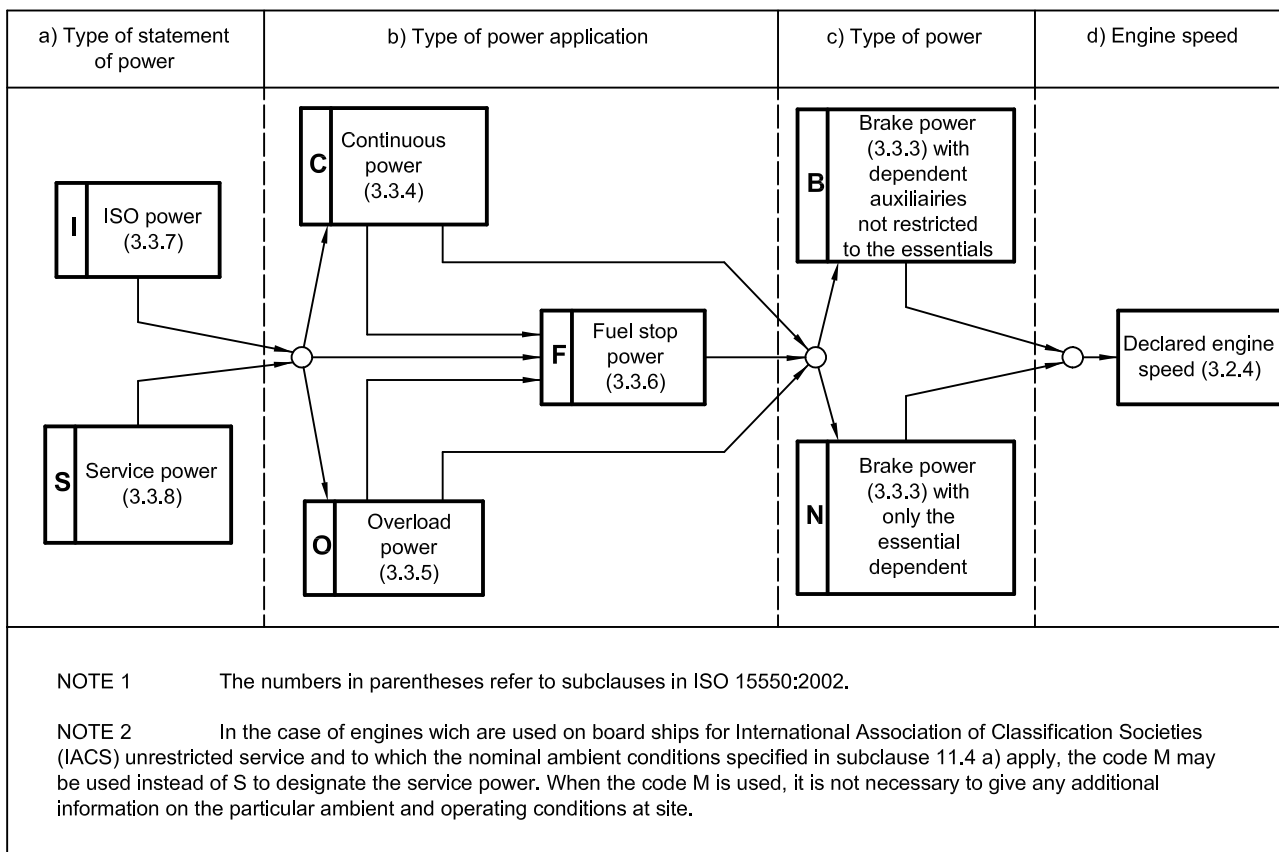 a) Type of statement
of power
b) Type of power application
c) Type of power
d) Engine speed
I
ISO power
(3.3.7)
S
Service power
(3.3.8)
C
Continuous
power
(3.3.4)
F
Fuel stop
power
(3.3.6)
O
Overload
power
(3.3.5)
B
Brake power
(3.3.3) with
dependent
auxiliairies
not restricted
to the essentials
N
Brake power
(3.3.3) with
only the
essential
dependent
Declared engine
speed (3.2.4)
NOTE 1 The numbers in parentheses refer to subclauses in ISO 15550:2002.
NOTE 2 In the case of engines wich are used on board ships for International Association of Classification Societies
(IACS) unrestricted service and to which the nominal ambient conditions specified in subclause 11.4 a) apply, the code M may
be used instead of S to designate the service power. When the code M is used, it is not necessary to give any additional
information on the particular ambient and operating conditions at site.